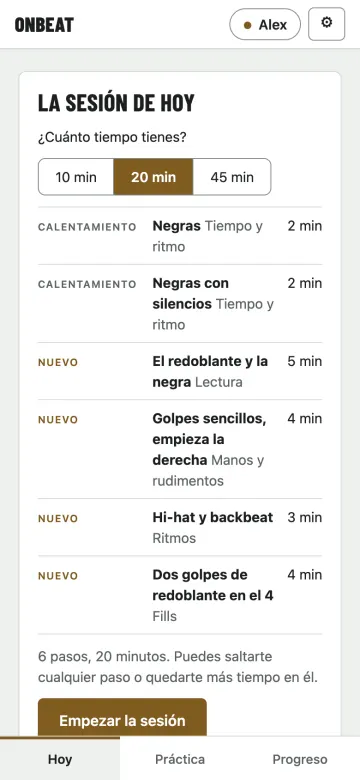 ONBEAT
Alex
LA SESIÓN DE HOY
¿Cuánto tiempo tienes?
10 min 20 min 45 min
CALENTAMIENTO Negras Tiempo y 2 min
ritmo
CALENTAMIENTO Negras con 2 min
silencios Tiempo y
ritmo
NUEVO El redoblante y la 5 min
negra Lectura
NUEVO Golpes sencillos, 4 min
empieza la
derecha Manos y
rudimentos
NUEVO Hi-hat y backbeat 3 min
Ritmos
NUEVO Dos golpes de 4 min
redoblante en el 4
Fills
6 pasos, 20 minutos. Puedes saltarte
cualquier paso o quedarte más tiempo en él.
Empezar la sesión
Hoy Práctica Progreso